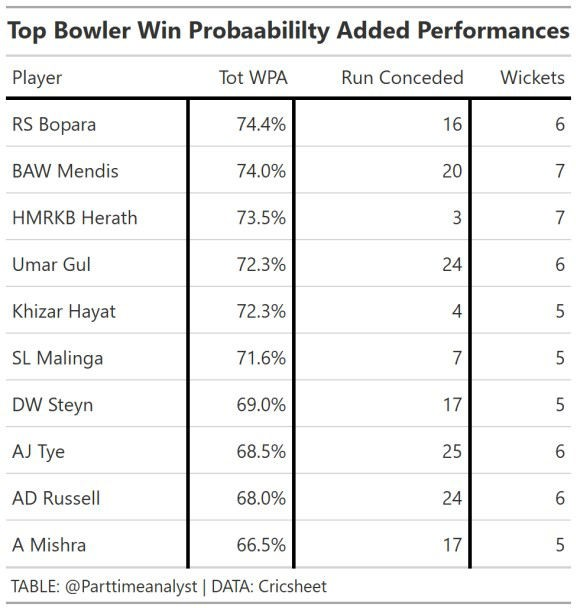 Top Bowler Win Probaabililty Added Performances
Player Tot WPA Run Conceded Wickets
RS Bopara 74.4% 16 6
BAW Mendis 74.0% 20 7
HMRKB Herath 73.5% 3 7
Umar Gul 72.3% 24 6
Khizar Hayat 72.3% 4 5
SL Malinga 71.6% 7 5
DW Steyn 69.0% 17 5
AJ Tye 68.5% 25 6
AD Russell 68.0% 24 6
A Mishra 66.5% 17 5
TABLE: @Parttimeanalyst | DATA: Cricsheet